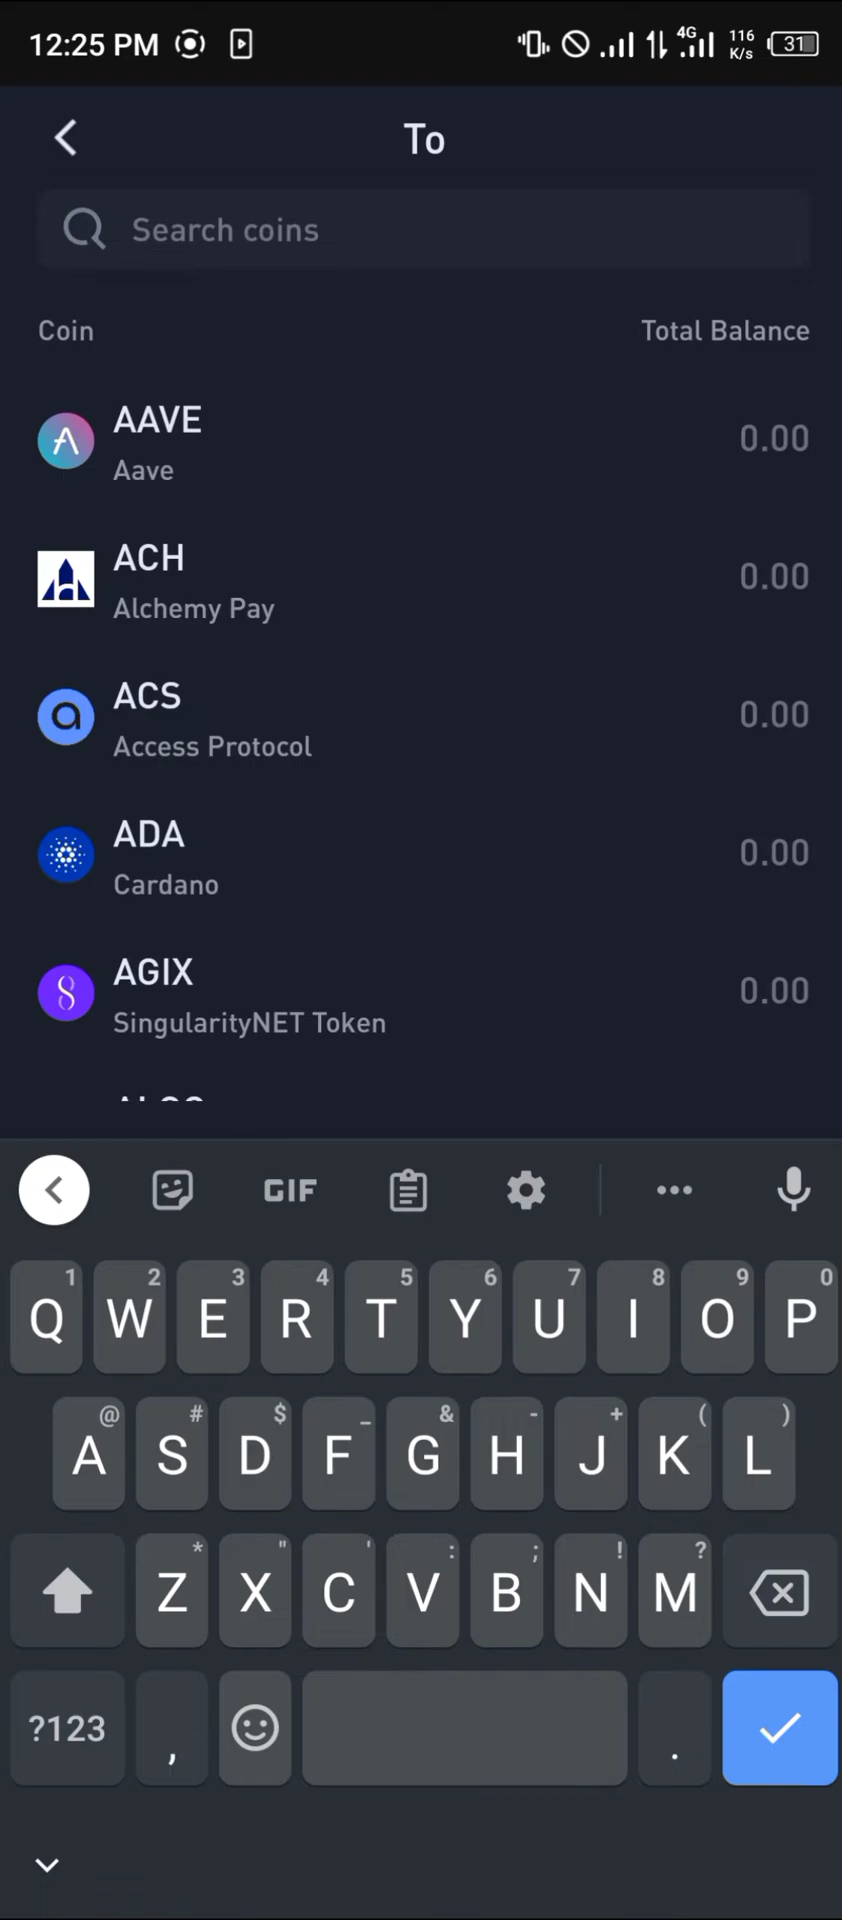 12:25 PM 4G 116 K/s 31
To
Search coins
Coin Total Balance
AAVE 0.00
Aave
ACH 0.00
Alchemy Pay
ACS 0.00
Access Protocol
ADA 0.00
Cardano
AGIX 0.00
SingularityNET Token
GIF
1 2 3 4 5 6 7 8 9 0
Q W E R T Y U I O P
@ # $ _ & - + ( )
A S D F G H J K L
* " ' : ; ! ?
Z X C V B N M
?123 , .